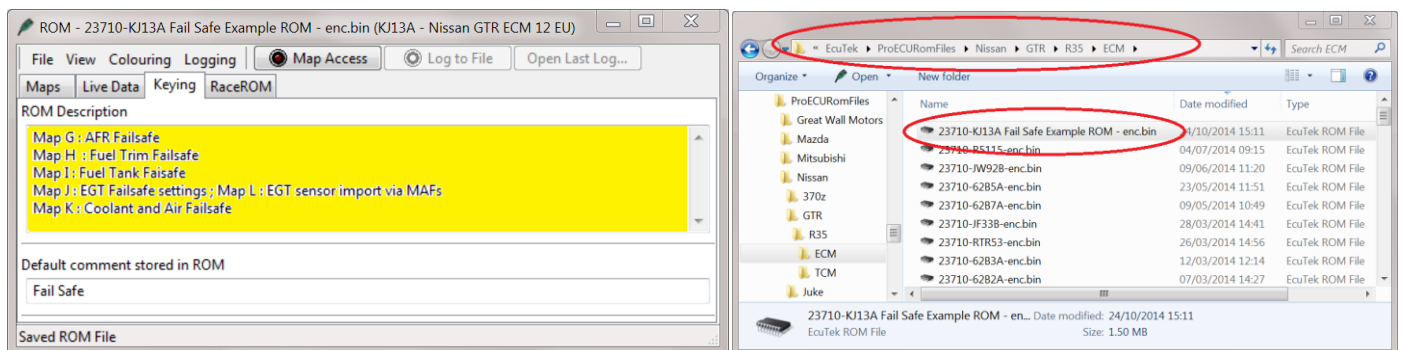 ROM - 23710-KJ13A Fail Safe Example ROM - enc.bin (KJ13A - Nissan GTR ECM 12 EU)
File View Colouring Logging Map Access Log to File Open Last Log...
Maps Live Data Keying RaceROM
ROM Description
Map G : AFR Failsafe
Map H : Fuel Trim Failsafe
Map I : Fuel Tank Faisafe
Map J : EGT Failsafe settings ; Map L : EGT sensor import via MAFs
Map K : Coolant and Air Failsafe
Default comment stored in ROM
Fail Safe
Saved ROM File
« EcuTek ▸ ProECURomFiles ▸ Nissan ▸ GTR ▸ R35 ▸ ECM ▸ Search ECM
Organize Open New folder
ProECURomFiles
Great Wall Motors
Mazda
Mitsubishi
Nissan
370z
GTR
R35
ECM
TCM
Juke
Name Date modified Type
23710-KJ13A Fail Safe Example ROM - enc.bin 24/10/2014 15:11 EcuTek ROM File
23710-R5115-enc.bin 04/07/2014 09:15 EcuTek ROM File
23710-JW92B-enc.bin 09/06/2014 11:20 EcuTek ROM File
23710-62B5A-enc.bin 23/05/2014 11:51 EcuTek ROM File
23710-62B7A-enc.bin 09/05/2014 10:49 EcuTek ROM File
23710-JF33B-enc.bin 28/03/2014 14:41 EcuTek ROM File
23710-RTR53-enc.bin 26/03/2014 14:56 EcuTek ROM File
23710-62B3A-enc.bin 12/03/2014 12:14 EcuTek ROM File
23710-62B2A-enc.bin 07/03/2014 14:27 EcuTek ROM File
23710-KJ13A Fail Safe Example ROM - en... Date modified: 24/10/2014 15:11
EcuTek ROM File Size: 1.50 MB